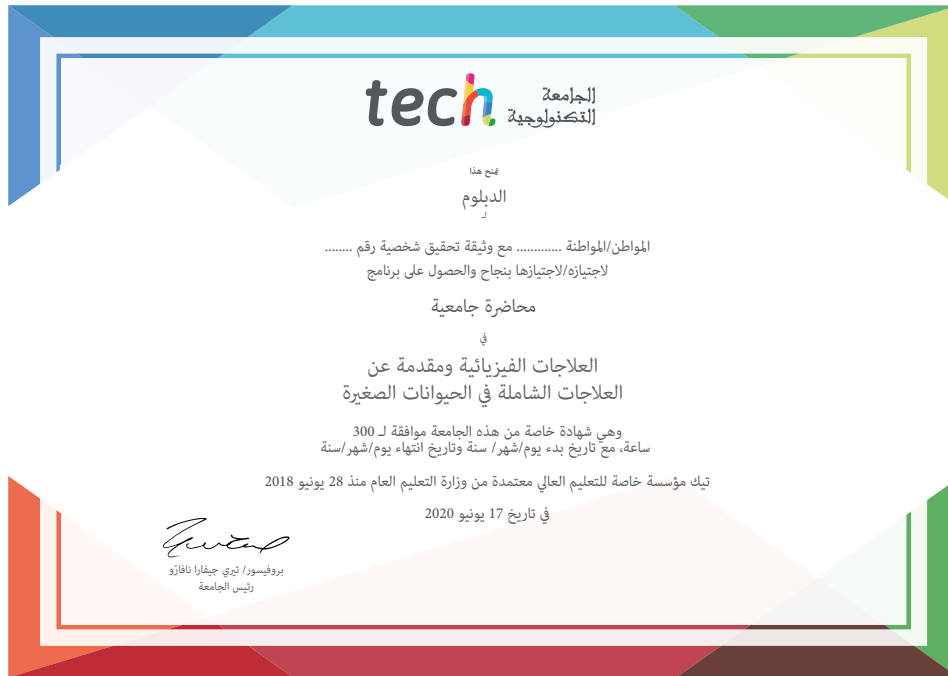 tech الجامعة
التكنولوجية
يمنح هذا
الدبلوم
لـ
المواطن/المواطنة ............. مع وثيقة تحقيق شخصية رقم ........
لاجتيازه/لاجتيازها بنجاح والحصول على برنامج
محاضرة جامعية
في
العلاجات الفيزيائية ومقدمة عن
العلاجات الشاملة في الحيوانات الصغيرة
وهي شهادة خاصة من هذه الجامعة موافقة لـ 300
ساعة، مع تاريخ بدء يوم/شهر/ سنة وتاريخ انتهاء يوم/شهر/سنة
تيك مؤسسة خاصة للتعليم العالي معتمدة من وزارة التعليم العام منذ 28 يونيو 2018
في تاريخ 17 يونيو 2020
بروفيسور/ تيري جيفارا نافارّو
رئيس الجامعة